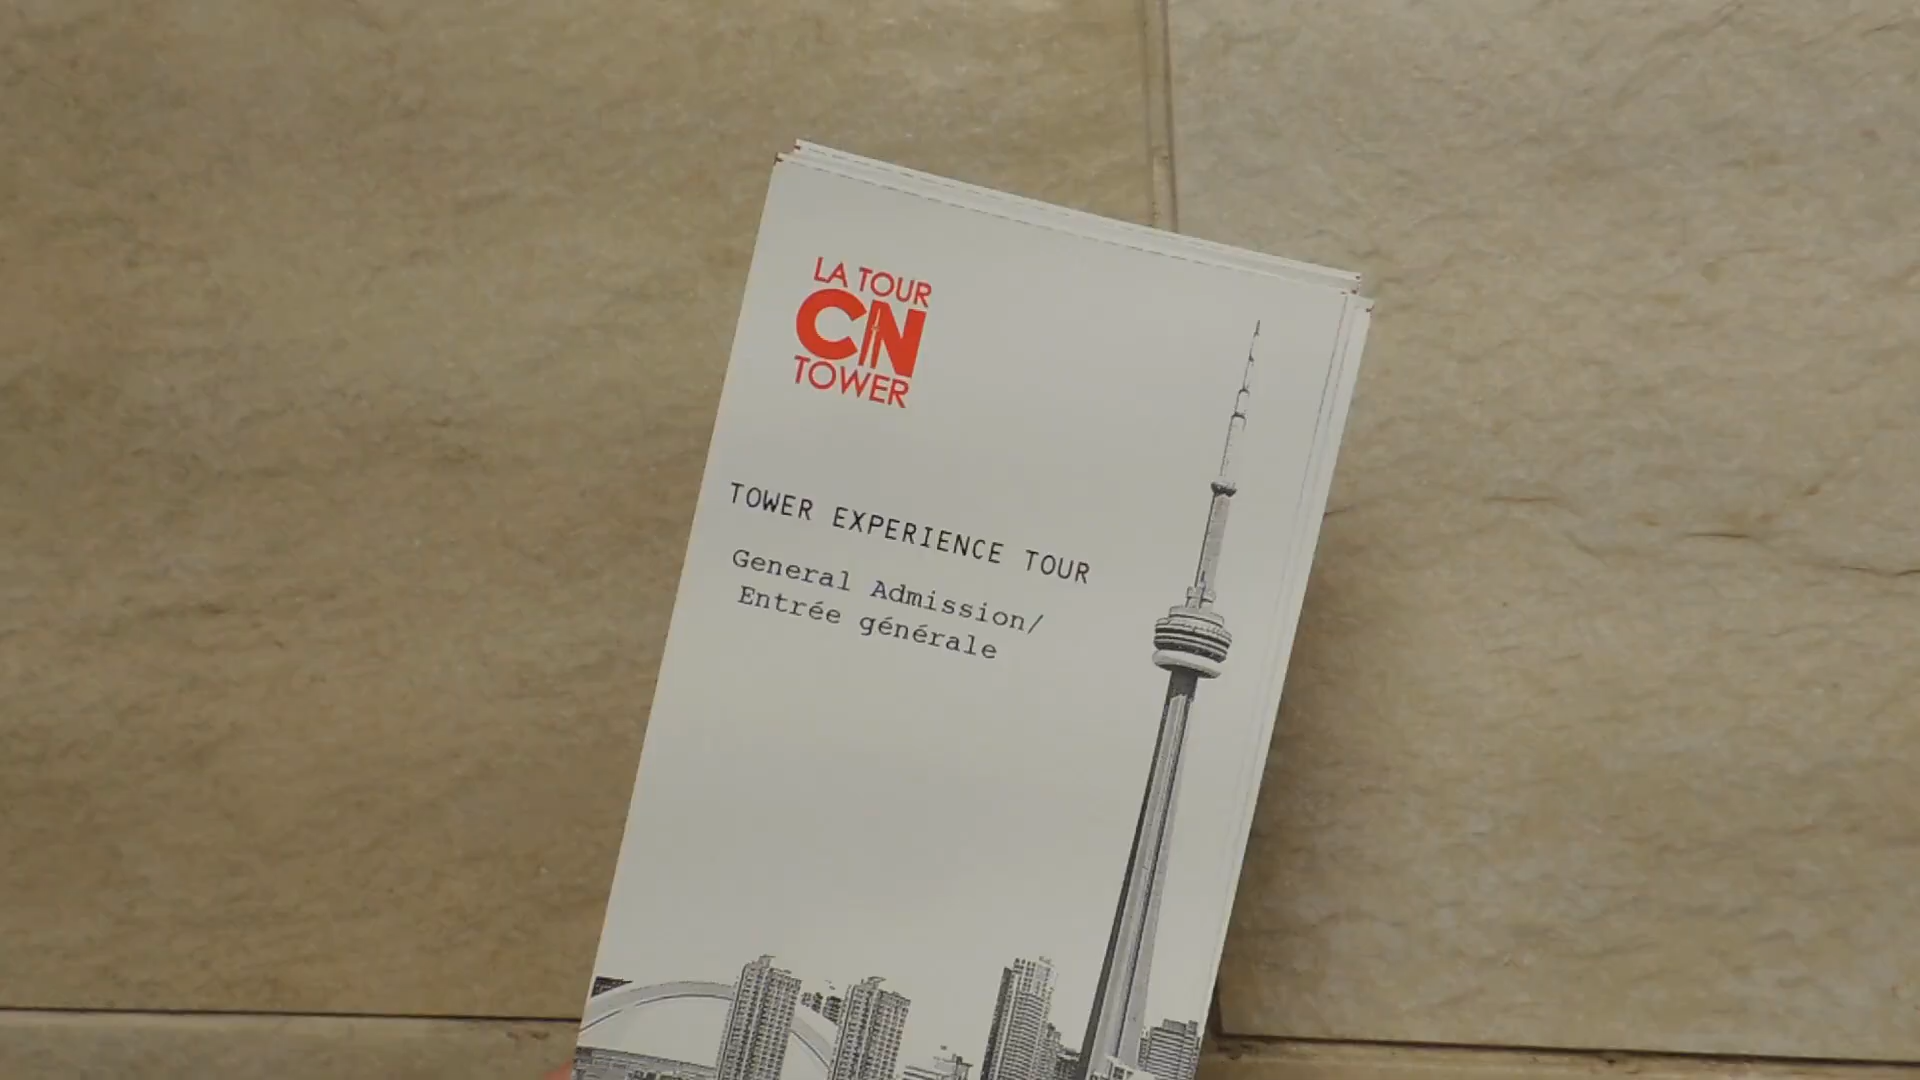 LA TOUR
CN
TOWER
TOWER EXPERIENCE TOUR
General Admission/
Entrée générale